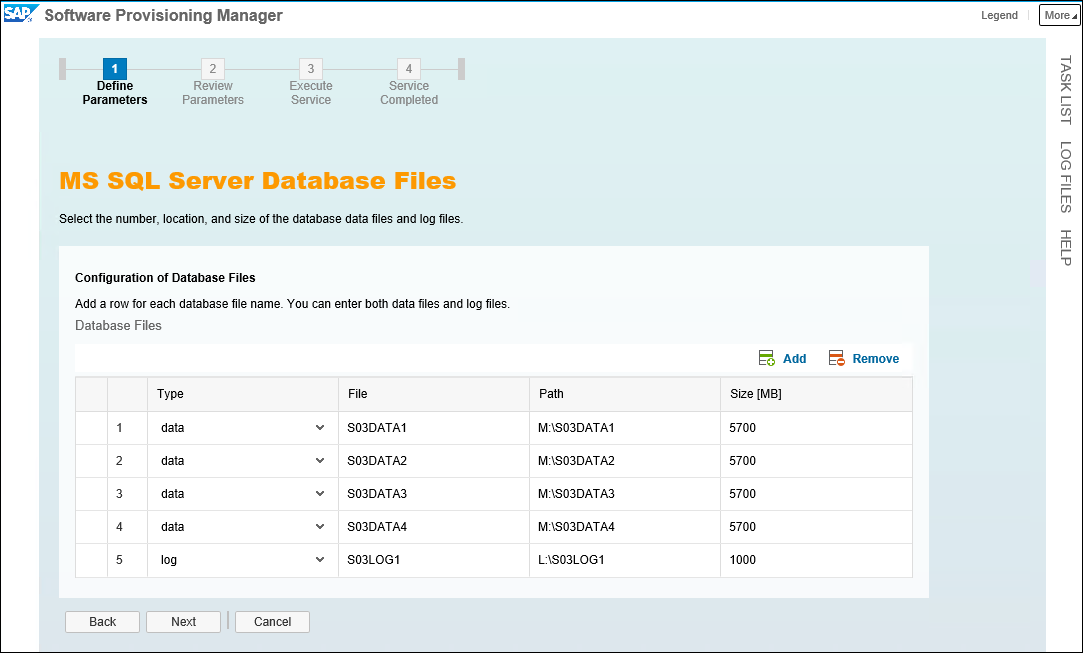 SAP Software Provisioning Manager
Legend
More
1
Define
Parameters
2
Review
Parameters
3
Execute
Service
4
Service
Completed
TASK LIST
LOG FILES
HELP
MS SQL Server Database Files
Select the number, location, and size of the database data files and log files.
Configuration of Database Files
Add a row for each database file name. You can enter both data files and log files.
Database Files
Add Remove
Type File Path Size [MB]
1 data S03DATA1 M:\S03DATA1 5700
2 data S03DATA2 M:\S03DATA2 5700
3 data S03DATA3 M:\S03DATA3 5700
4 data S03DATA4 M:\S03DATA4 5700
5 log S03LOG1 L:\S03LOG1 1000
Back Next Cancel